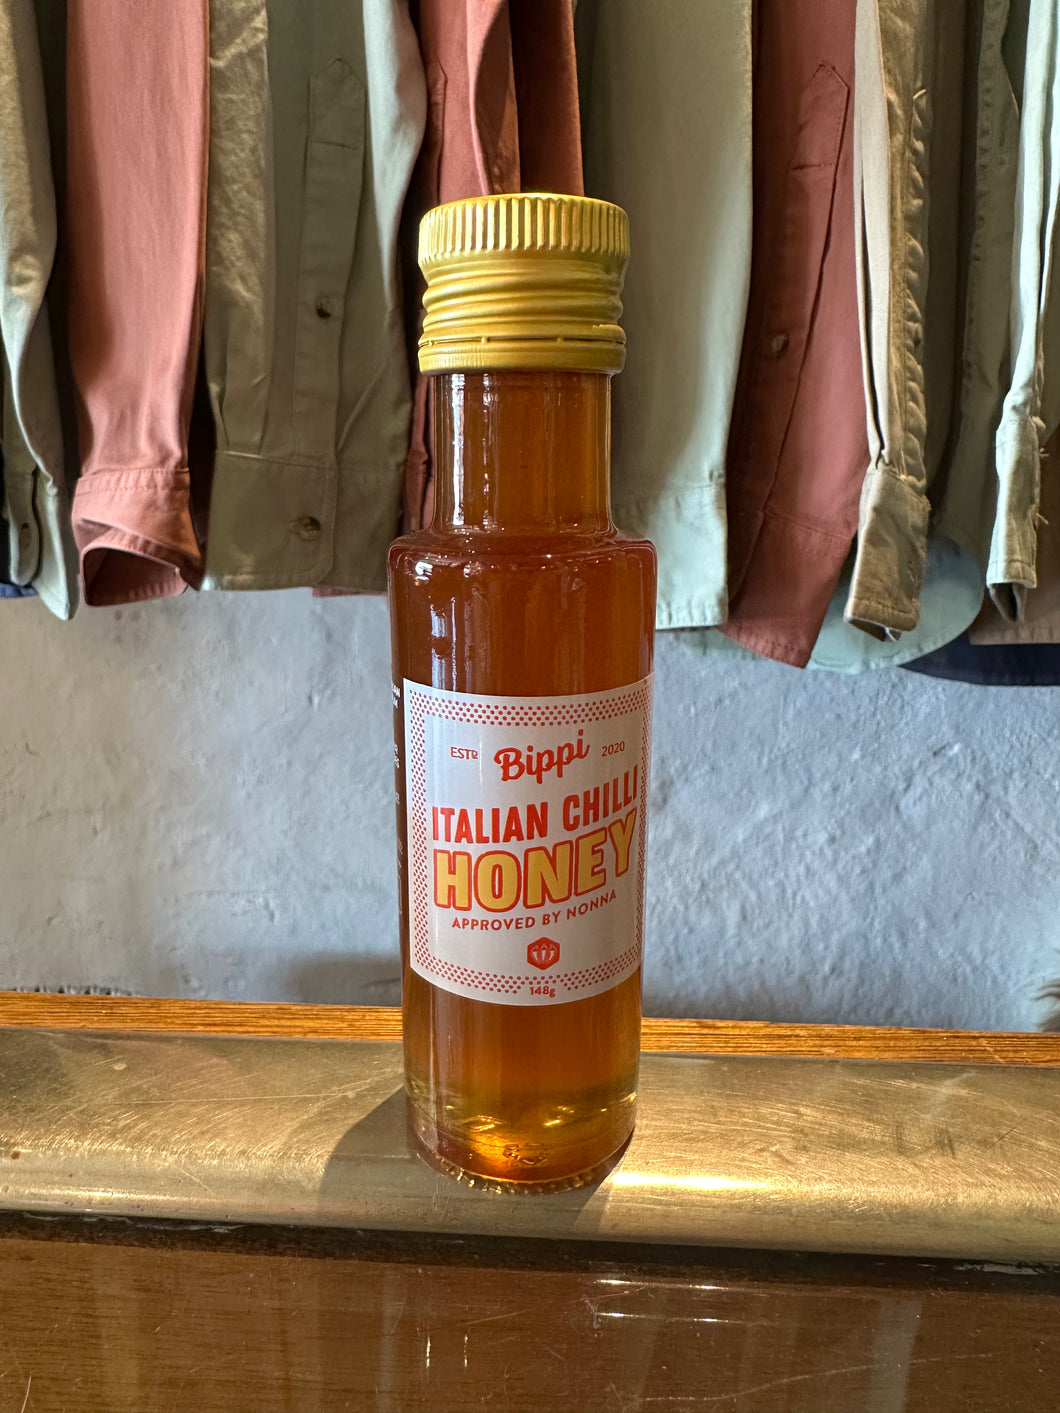 ESTD Bippi 2020
ITALIAN CHILLI
HONEY
APPROVED BY NONNA
148g